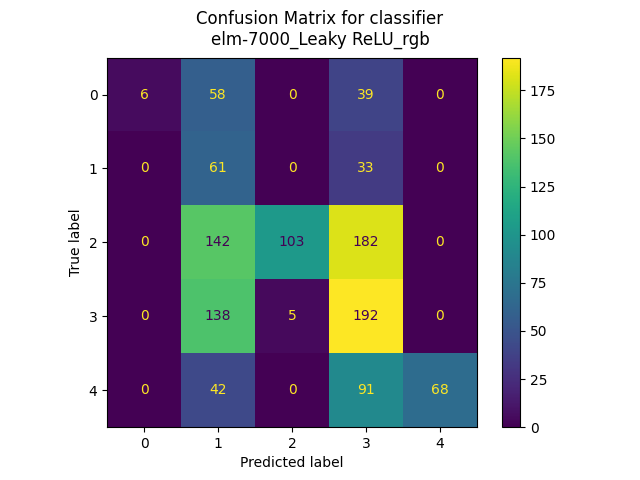 Confusion Matrix for classifier
elm-7000_Leaky ReLU_rgb
True label
0 6 58 0 39 0
1 0 61 0 33 0
2 0 142 103 182 0
3 0 138 5 192 0
4 0 42 0 91 68
0 1 2 3 4
Predicted label
175
150
125
100
75
50
25
0